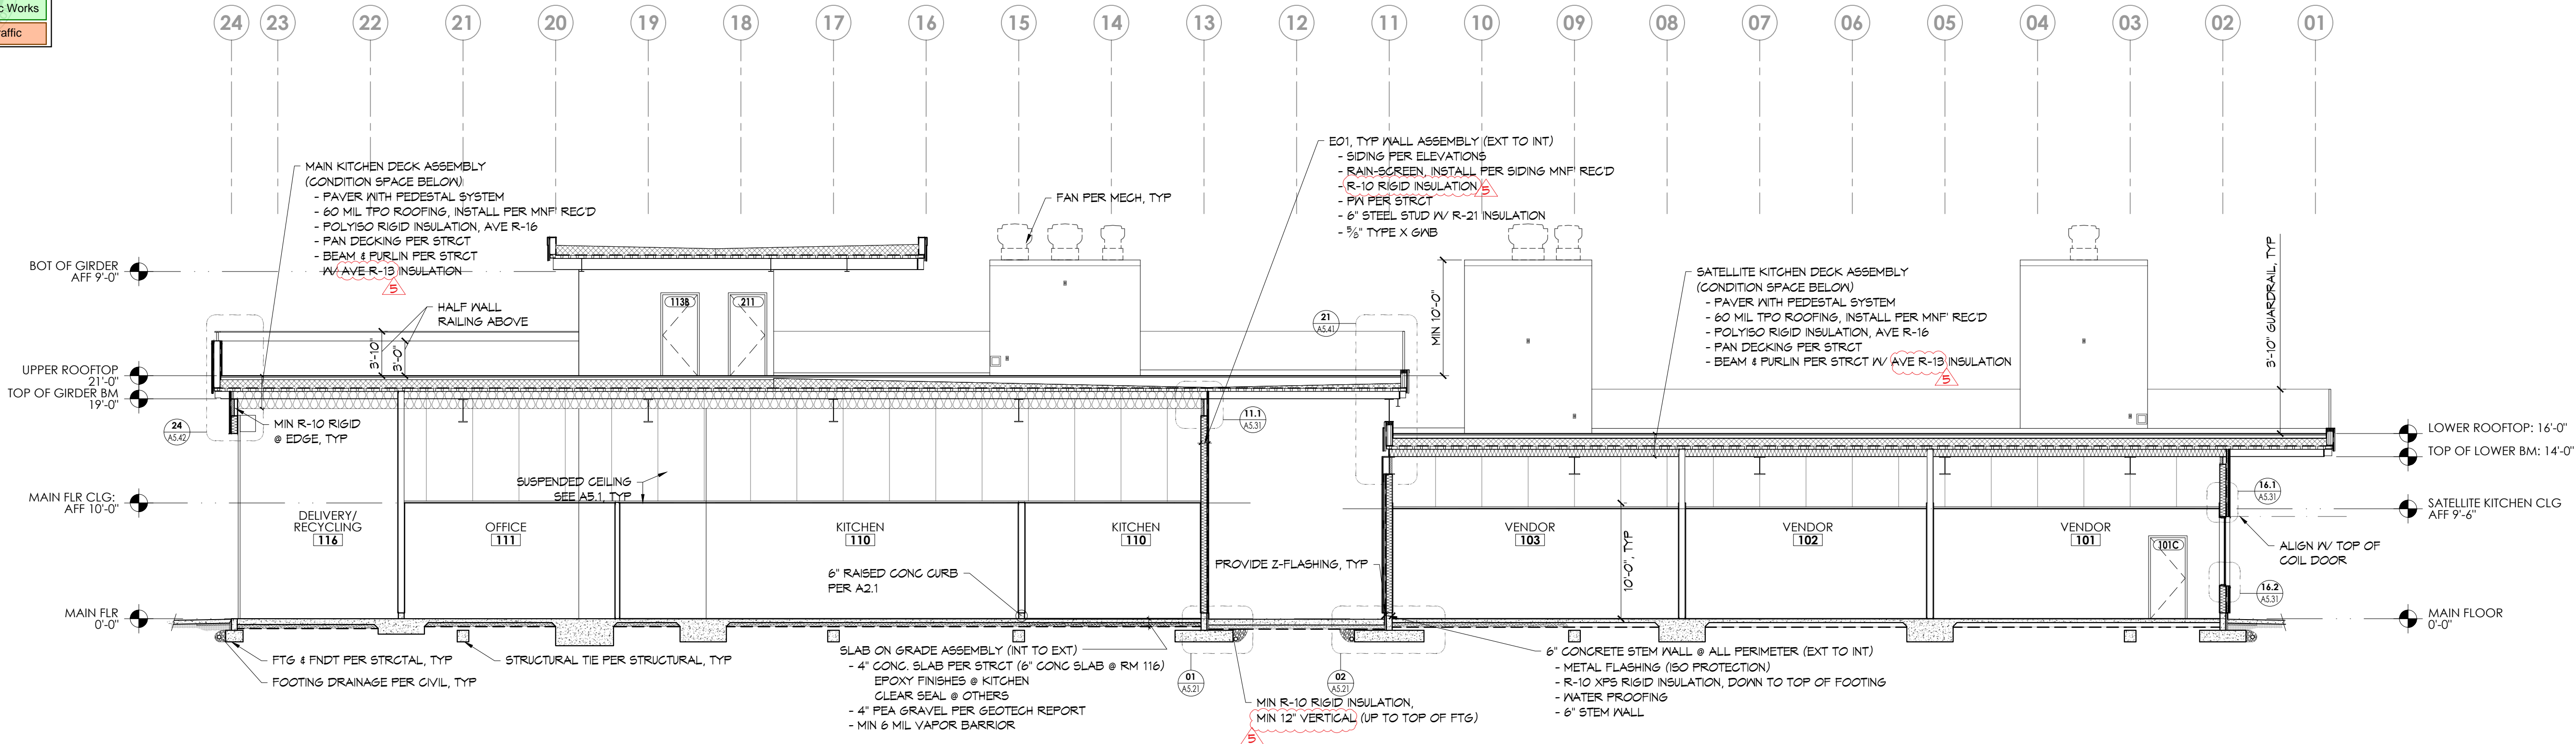 c Works
affic
24 23 22 21 20 19 18 17 16 15 14 13 12 11 10 09 08 07 06 05 04 03 02 01
MAIN KITCHEN DECK ASSEMBLY
(CONDITION SPACE BELOW)
- PAVER WITH PEDESTAL SYSTEM
- 60 MIL TPO ROOFING, INSTALL PER MNF' REC'D
- POLYISO RIGID INSULATION, AVE R-16
- PAN DECKING PER STRCT
- BEAM & PURLIN PER STRCT
W/ AVE R-13 INSULATION
5
HALF WALL
RAILING ABOVE
3'-10"
3'-0"
BOT OF GIRDER
AFF 9'-0"
UPPER ROOFTOP
21'-0"
TOP OF GIRDER BM
19'-0"
MAIN FLR CLG:
AFF 10'-0"
MAIN FLR
0'-0"
24
A5.42
MIN R-10 RIGID
@ EDGE, TYP
113B
211
FAN PER MECH, TYP
E01, TYP WALL ASSEMBLY (EXT TO INT)
- SIDING PER ELEVATIONS
- RAIN-SCREEN, INSTALL PER SIDING MNF' REC'D
- R-10 RIGID INSULATION
5
- PW PER STRCT
- 6" STEEL STUD W/ R-21 INSULATION
- 5/8" TYPE X GWB
21
A5.41
MIN 10'-0"
11.1
A5.31
SATELLITE KITCHEN DECK ASSEMBLY
(CONDITION SPACE BELOW)
- PAVER WITH PEDESTAL SYSTEM
- 60 MIL TPO ROOFING, INSTALL PER MNF' REC'D
- POLYISO RIGID INSULATION, AVE R-16
- PAN DECKING PER STRCT
- BEAM & PURLIN PER STRCT W/ AVE R-13 INSULATION
5
3'-10" GUARDRAIL, TYP
LOWER ROOFTOP: 16'-0"
TOP OF LOWER BM: 14'-0"
16.1
A5.31
SATELLITE KITCHEN CLG
AFF 9'-6"
ALIGN W/ TOP OF
COIL DOOR
16.2
A5.31
MAIN FLOOR
0'-0"
SUSPENDED CEILING
SEE A5.1, TYP
DELIVERY/
RECYCLING
116
OFFICE
111
KITCHEN
110
KITCHEN
110
VENDOR
103
VENDOR
102
VENDOR
101
101C
10'-0", TYP
6" RAISED CONC CURB
PER A2.1
PROVIDE Z-FLASHING, TYP
FTG & FNDT PER STRCTAL, TYP
FOOTING DRAINAGE PER CIVIL, TYP
STRUCTURAL TIE PER STRUCTURAL, TYP
SLAB ON GRADE ASSEMBLY (INT TO EXT)
- 4" CONC. SLAB PER STRCT (6" CONC SLAB @ RM 116)
EPOXY FINISHES @ KITCHEN
CLEAR SEAL @ OTHERS
- 4" PEA GRAVEL PER GEOTECH REPORT
- MIN 6 MIL VAPOR BARRIOR
01
A5.21
02
A5.21
MIN R-10 RIGID INSULATION,
MIN 12" VERTICAL (UP TO TOP OF FTG)
5
6" CONCRETE STEM WALL @ ALL PERIMETER (EXT TO INT)
- METAL FLASHING (ISO PROTECTION)
- R-10 XPS RIGID INSULATION, DOWN TO TOP OF FOOTING
- WATER PROOFING
- 6" STEM WALL